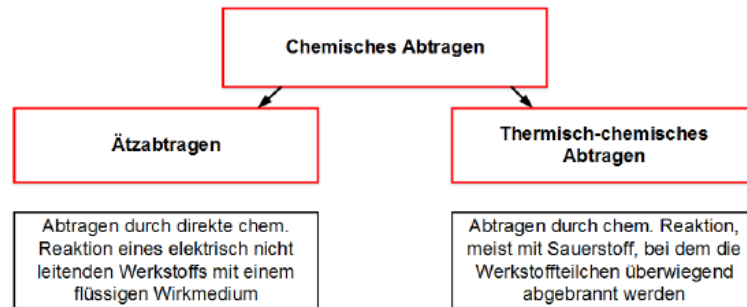 Chemisches Abtragen
Ätzabtragen
Thermisch-chemisches
Abtragen
Abtragen durch direkte chem.
Reaktion eines elektrisch nicht
leitenden Werkstoffs mit einem
flüssigen Wirkmedium
Abtragen durch chem. Reaktion,
meist mit Sauerstoff, bei dem die
Werkstoffteilchen überwiegend
abgebrannt werden